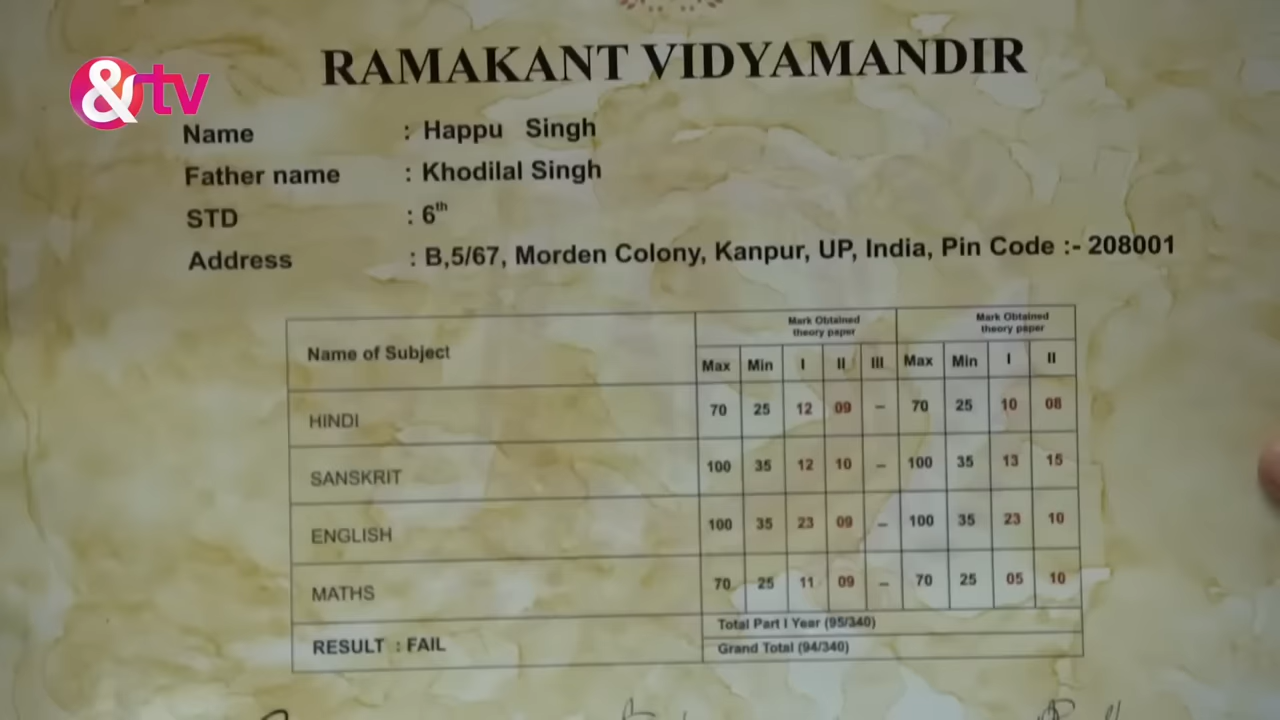 RAMAKANT VIDYAMANDIR
&tv
Name : Happu Singh
Father name : Khodilal Singh
STD : 6th
Address : B,5/67, Morden Colony, Kanpur, UP, India, Pin Code :- 208001
Name of Subject
Mark Obtained theory paper
Mark Obtained theory paper
Max Min I II III Max Min I II
HINDI 70 25 12 09 – 70 25 10 08
SANSKRIT 100 35 12 10 – 100 35 13 15
ENGLISH 100 35 23 09 – 100 35 23 10
MATHS 70 25 11 09 – 70 25 05 10
Total Part I Year (95/340)
RESULT : FAIL
Grand Total (94/340)